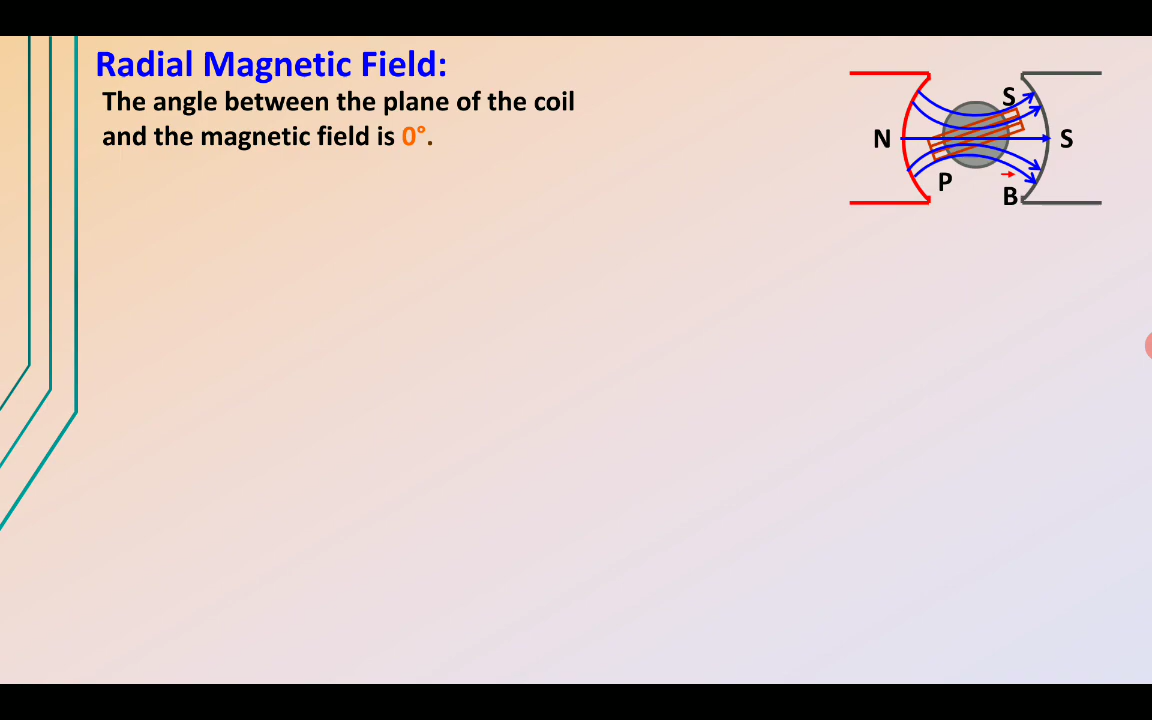 Radial Magnetic Field:
The angle between the plane of the coil
and the magnetic field is 0°.
S
N
S
P
B